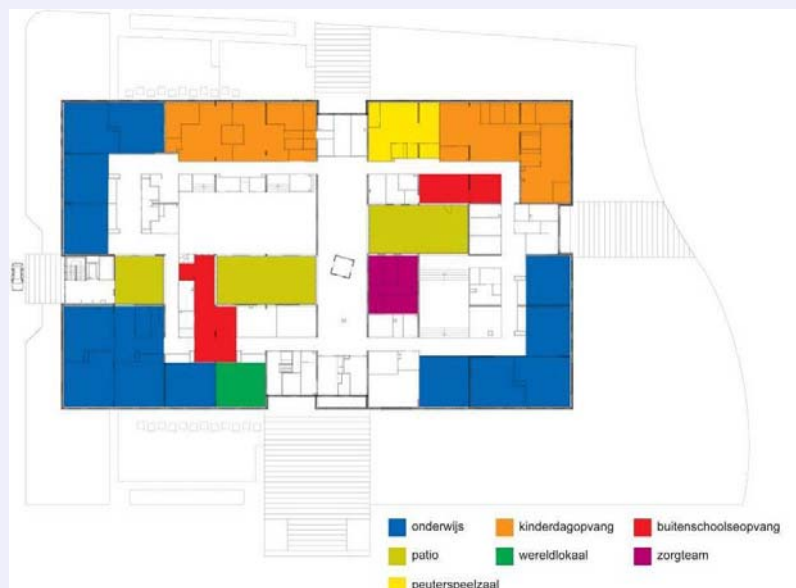 onderwijs kinderdagopvang buitenschoolseopvang
patio wereldlokaal zorgteam
peuterspeelzaal